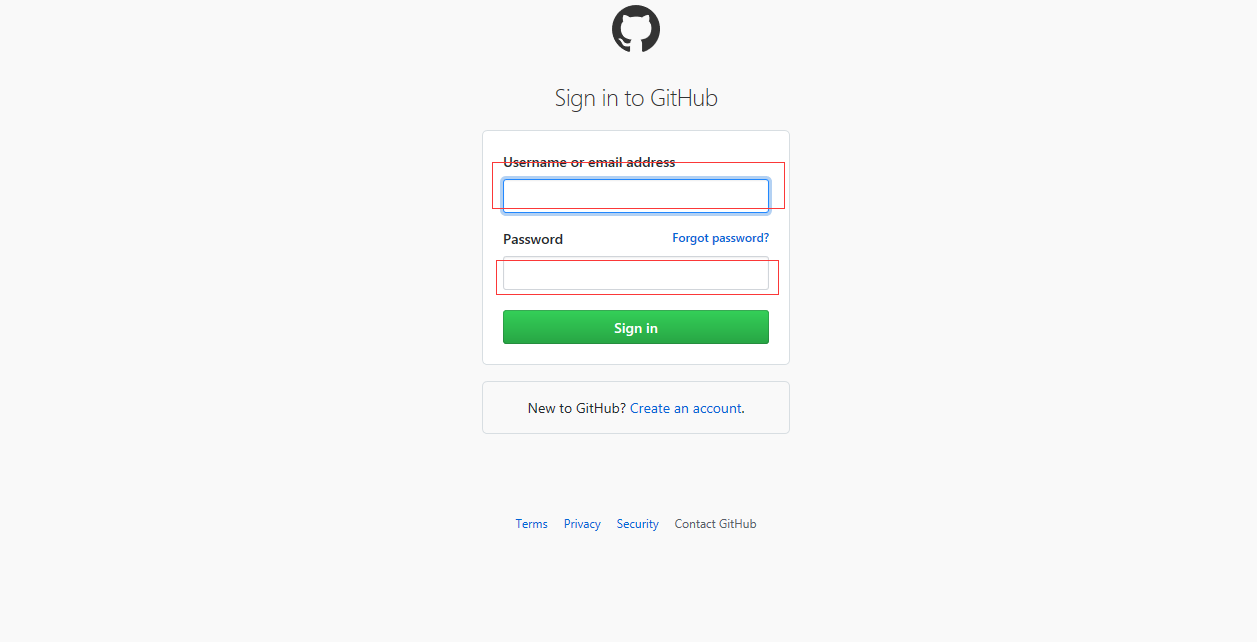 Sign in to GitHub
Username or email address
Password Forgot password?
Sign in
New to GitHub? Create an account.
Terms Privacy Security Contact GitHub